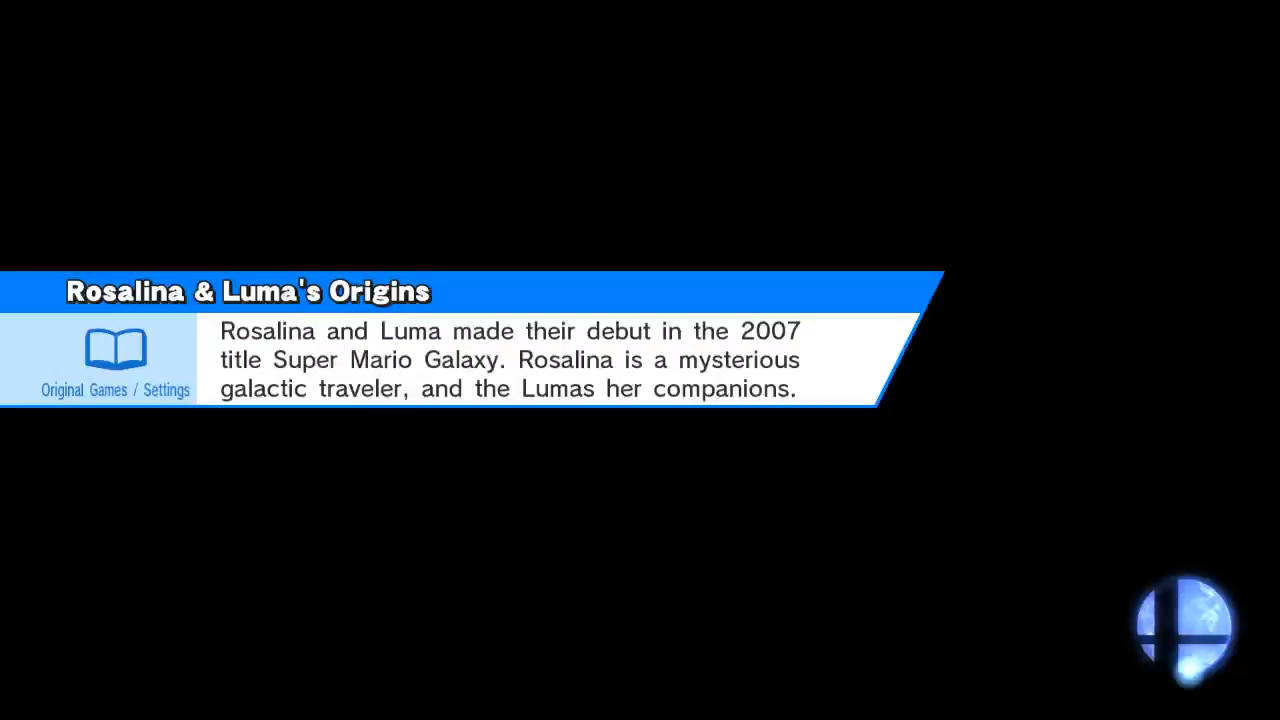 Rosalina & Luma's Origins
Rosalina and Luma made their debut in the 2007
title Super Mario Galaxy. Rosalina is a mysterious
galactic traveler, and the Lumas her companions.
Original Games / Settings